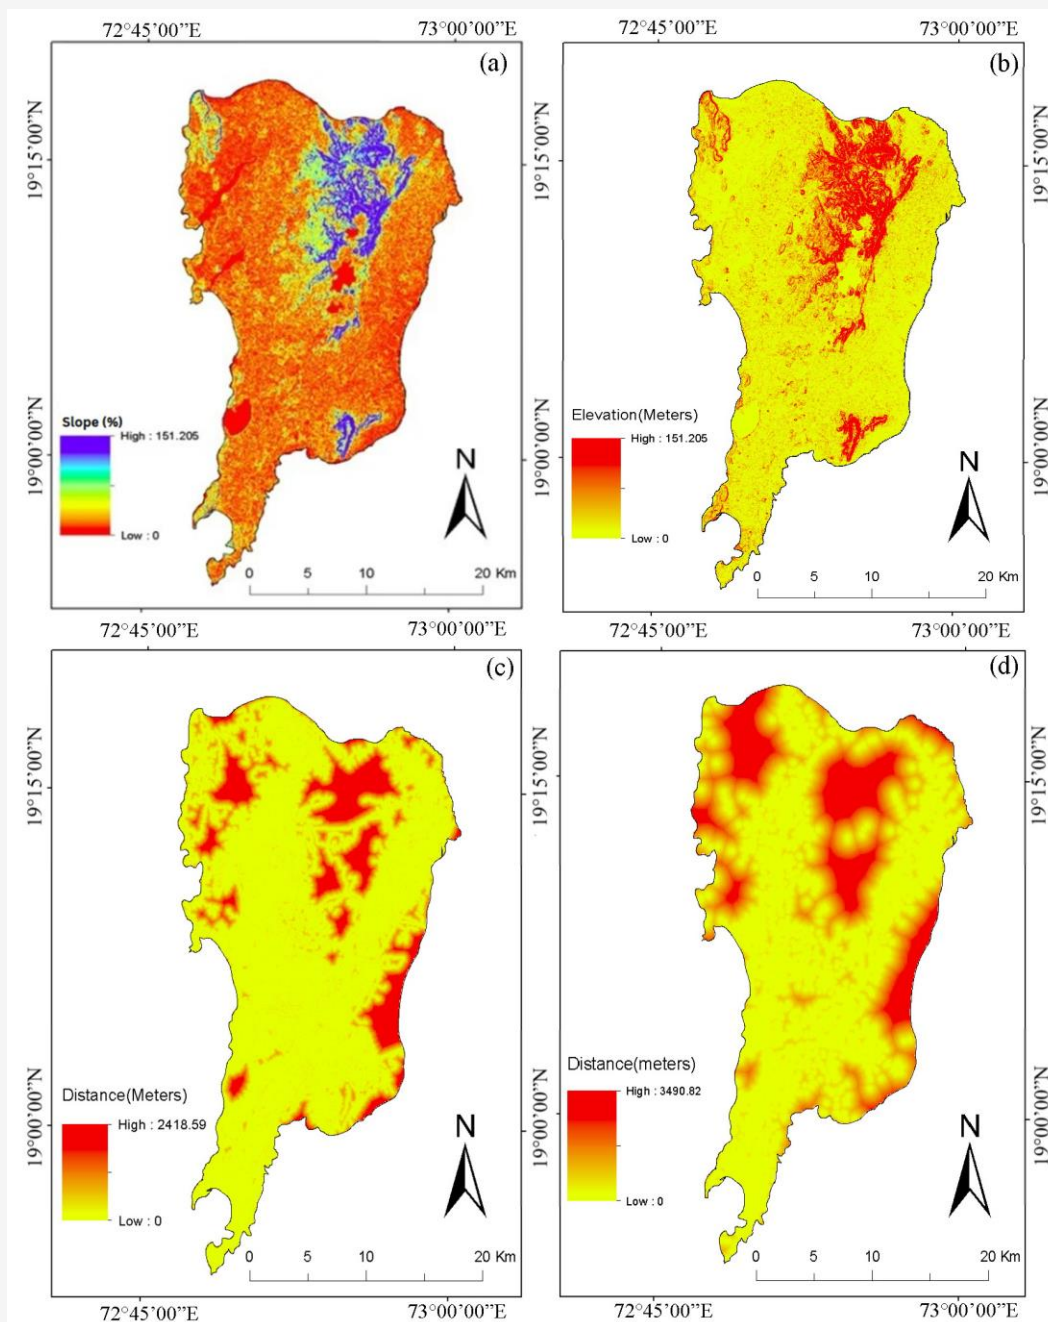 72°45’00”E 73°00’00”E
(a)
19°15’00”N
19°00’00”N
Slope (%)
High : 151.205
Low : 0
N
0 5 10 20 Km
72°45’00”E 73°00’00”E
72°45’00”E 73°00’00”E
(b)
19°15’00”N
19°15’00”N
19°00’00”N
19°00’00”N
Elevation(Meters)
High : 151.205
Low : 0
N
0 5 10 20 Km
72°45’00”E 73°00’00”E
(c)
19°15’00”N
19°00’00”N
Distance(Meters)
High : 2418.59
Low : 0
N
0 5 10 20 Km
72°45’00”E 73°00’00”E
(d)
19°15’00”N
19°15’00”N
19°00’00”N
19°00’00”N
Distance(meters)
High : 3490.82
Low : 0
N
0 5 10 20 Km
72°45’00”E 73°00’00”E